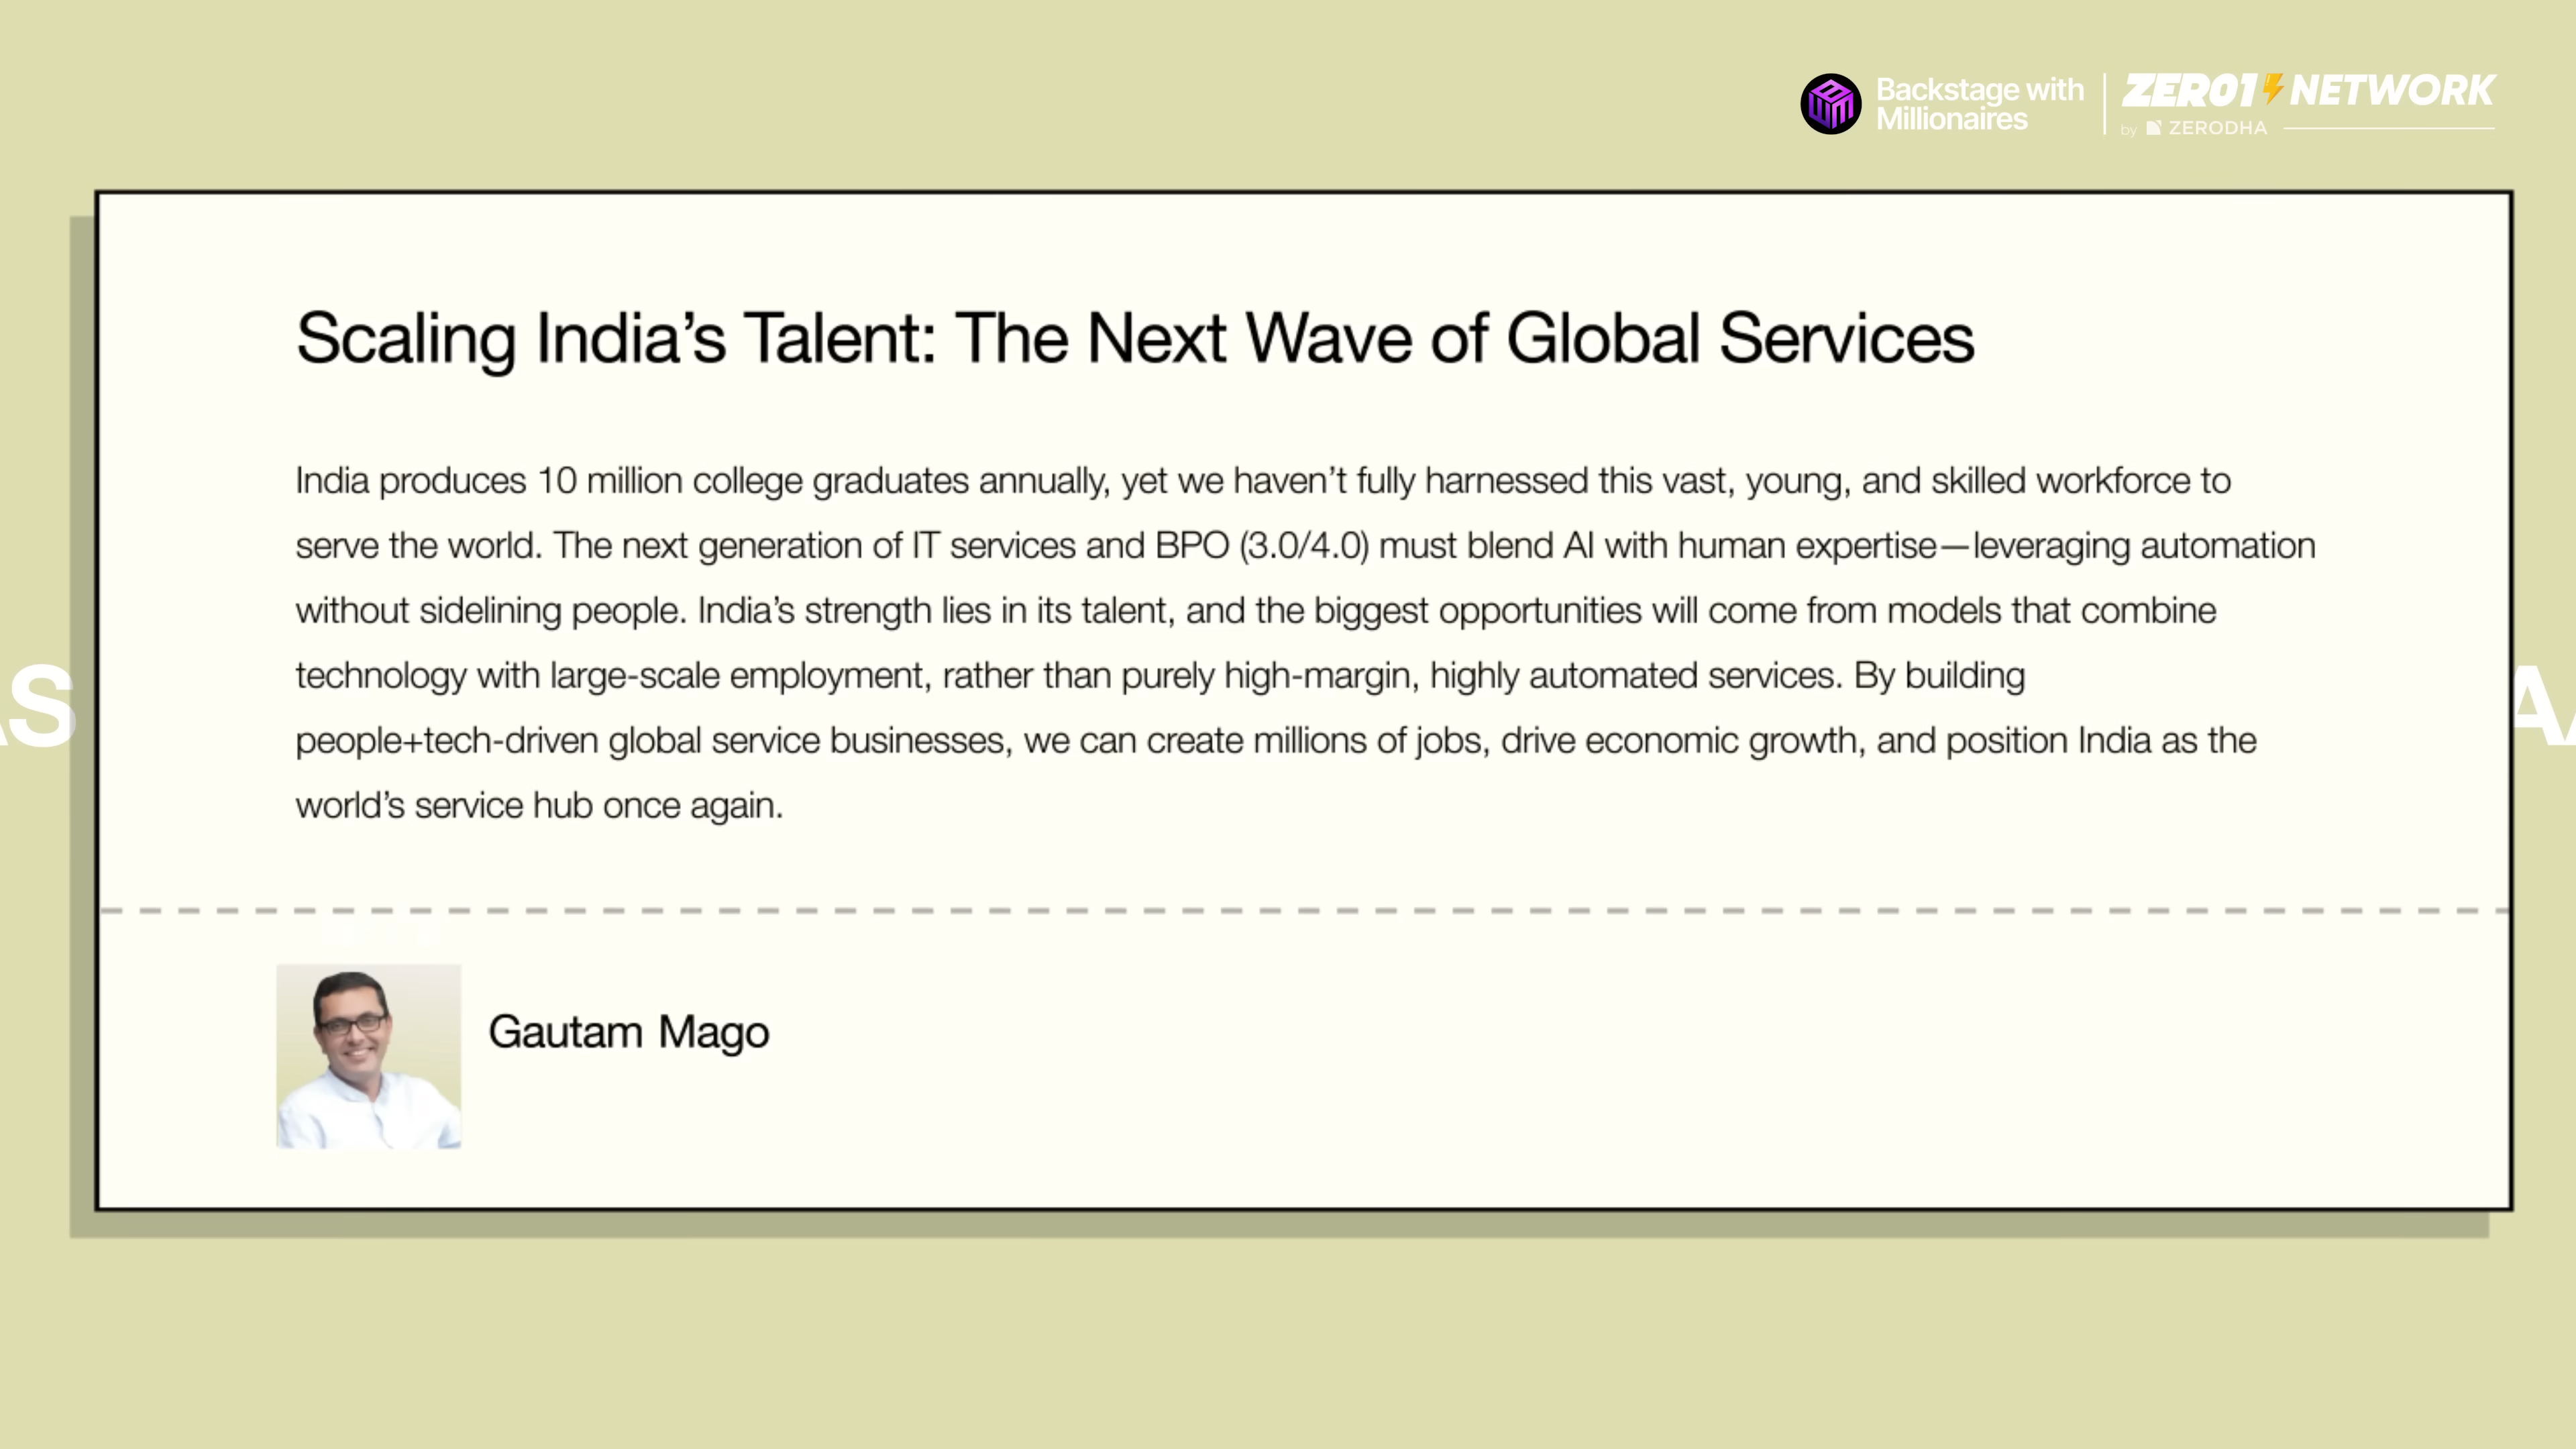 Backstage with
Millionaires
ZERO1 NETWORK
by ZERODHA
Scaling India’s Talent: The Next Wave of Global Services
India produces 10 million college graduates annually, yet we haven’t fully harnessed this vast, young, and skilled workforce to
serve the world. The next generation of IT services and BPO (3.0/4.0) must blend AI with human expertise—leveraging automation
without sidelining people. India’s strength lies in its talent, and the biggest opportunities will come from models that combine
technology with large-scale employment, rather than purely high-margin, highly automated services. By building
people+tech-driven global service businesses, we can create millions of jobs, drive economic growth, and position India as the
world’s service hub once again.
Gautam Mago